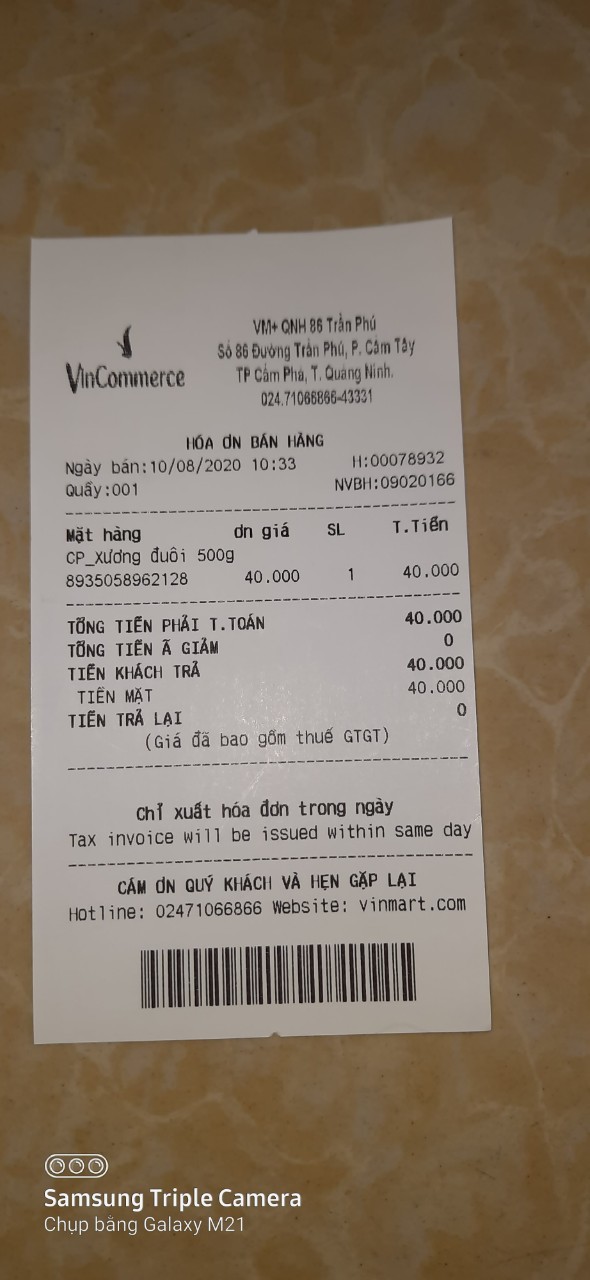 VinCommerce
VM+ QNH 86 Trần Phú
Số 86 Đường Trần Phú, P. Cẩm Tây
TP Cẩm Phả, T. Quảng Ninh.
024.71066866-43331
HÓA ƠN BÁN HÀNG
Ngày bán:10/08/2020 10:33 H:00078932
Quầy:001 NVBH:09020166
Mặt hàng ơn giá SL T.Tiền
CP_Xương đuôi 500g
8935058962128 40.000 1 40.000
TỔNG TIỀN PHẢI T.TOÁN 40.000
TỔNG TIỀN Ã GIẢM 0
TIỀN KHÁCH TRẢ 40.000
TIỀN MẶT 40.000
TIỀN TRẢ LẠI 0
(Giá đã bao gồm thuế GTGT)
Chỉ xuất hóa đơn trong ngày
Tax invoice will be issued within same day
CÁM ƠN QUÝ KHÁCH VÀ HẸN GẶP LẠI
Hotline: 02471066866 Website: vinmart.com
Samsung Triple Camera
Chụp bằng Galaxy M21